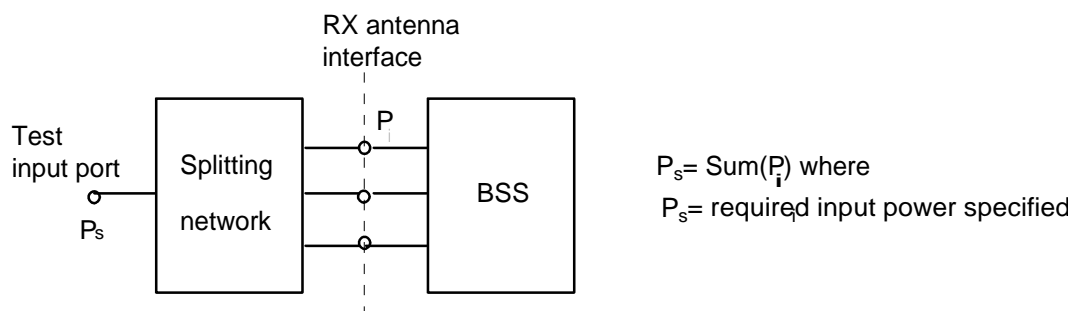 RX antenna
interface
P i
Test
input port
Ps
Splitting
network
BSS
Ps= Sum(Pi) where
Ps= required input power specified